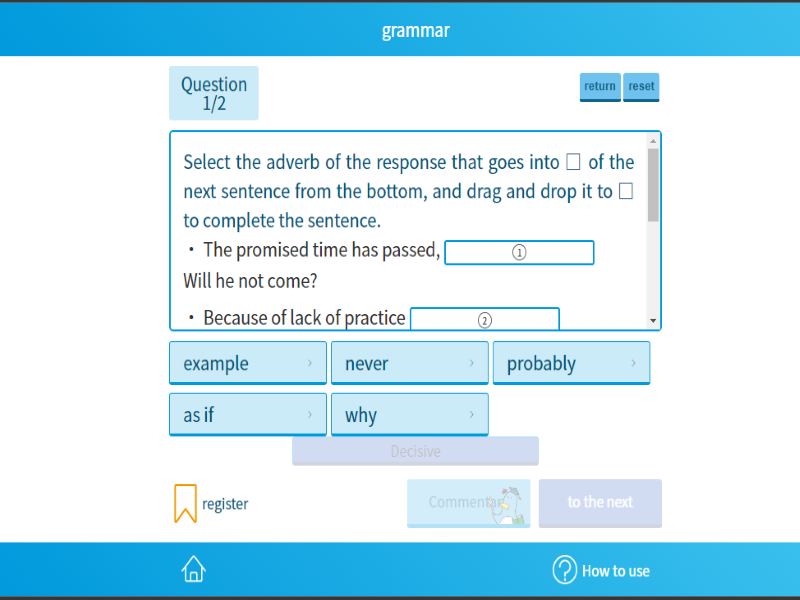 grammar
Question
1/2
return reset
Select the adverb of the response that goes into □ of the
next sentence from the bottom, and drag and drop it to □
to complete the sentence.
・ The promised time has passed, ①
Will he not come?
・ Because of lack of practice ②
example
never
probably
as if
why
Decisive
register
to the next
How to use